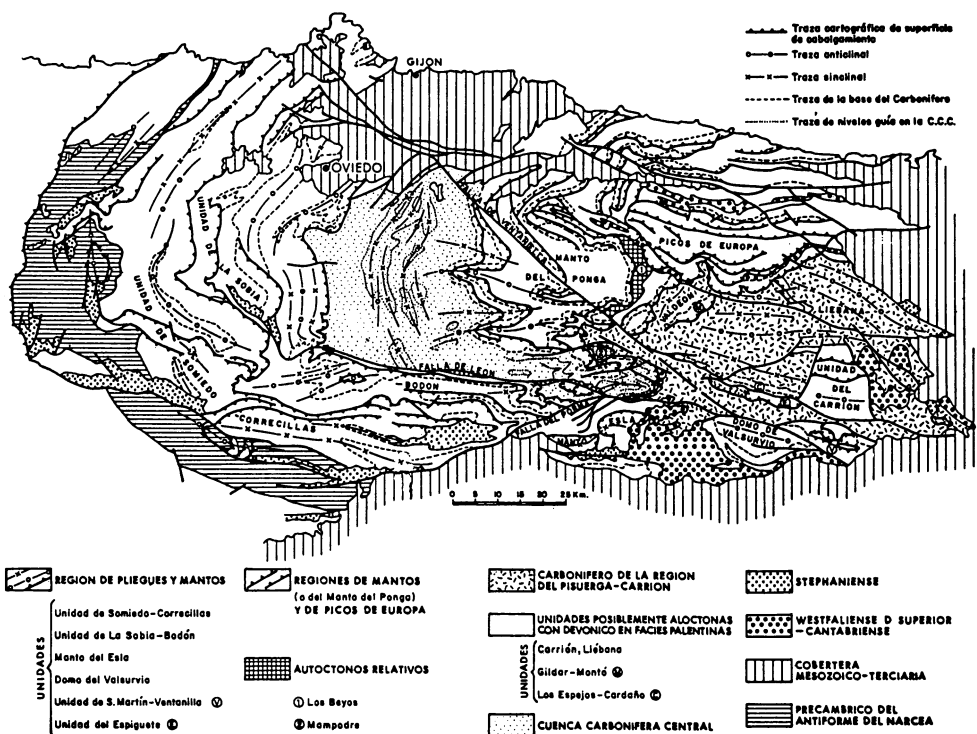 Traza cartográfica de superficie
de cabalgamiento
Traza anticlinal
Traza sinclinal
Traza de la base del Carbonífero
Traza de niveles guía en la C.C.C.
GIJON
OVIEDO
UNIDAD DE LA SOBIA
UNIDAD DE SOMIEDO
VENTANIELLA
MANTO
DEL PONGA
PICOS DE EUROPA
LIEBANA
FALLA DE LEON
BODON
CORRECILLAS
UNIDAD
DEL
CARRION
MANTO
ESLA
DOMO DE
VALSURVIO
0 5 10 15 20 25 Km.
REGION DE PLIEGUES Y MANTOS
UNIDADES
Unidad de Somiedo-Correcillas
Unidad de La Sobia-Bodón
Manto del Esla
Domo del Valsurvio
Unidad de S. Martín-Ventanilla V
Unidad del Espiguete E
REGIONES DE MANTOS
(o del Manto del Ponga)
Y DE PICOS DE EUROPA
AUTOCTONOS RELATIVOS
1 Los Beyos
2 Mampodre
CARBONIFERO DE LA REGION
DEL PISUERGA-CARRION
UNIDADES POSIBLEMENTE ALOCTONAS
CON DEVONICO EN FACIES PALENTINAS
UNIDADES
Carrión, Liébana
Gildar-Montó M
Los Espejos-Cardaño C
CUENCA CARBONIFERA CENTRAL
STEPHANIENSE
WESTFALIENSE D SUPERIOR
-CANTABRIENSE
COBERTERA
MESOZOICO-TERCIARIA
PRECAMBRICO DEL
ANTIFORME DEL NARCEA